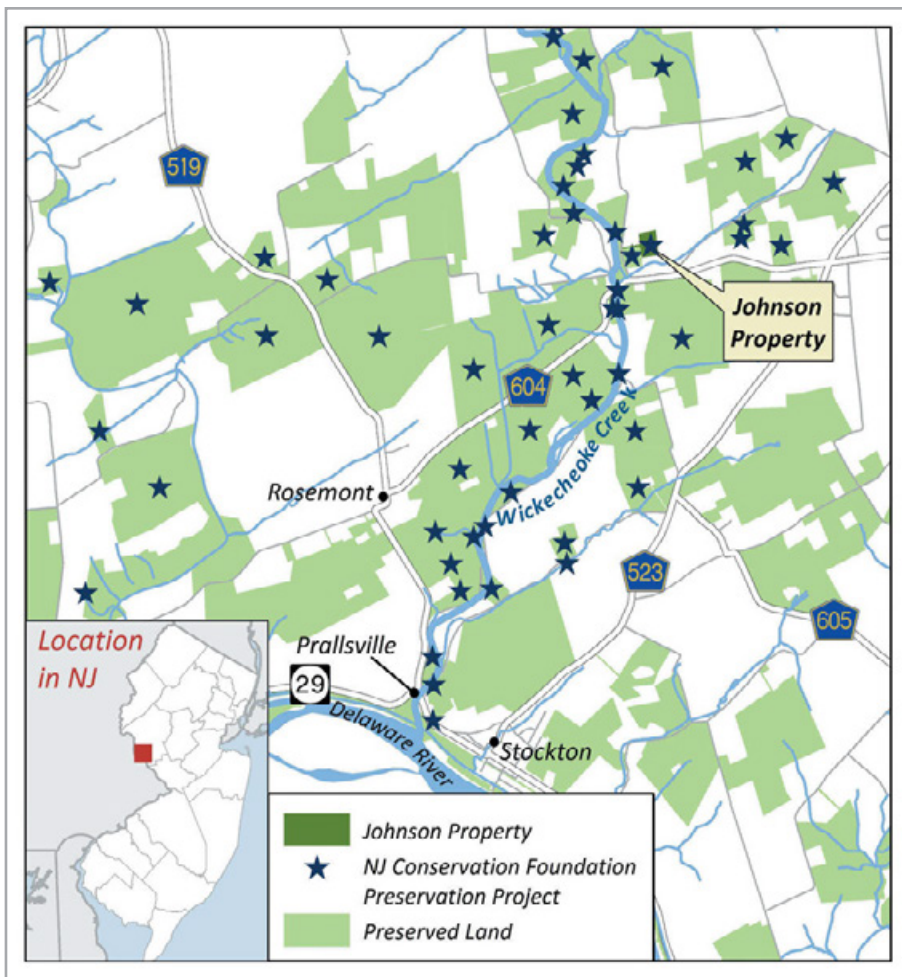 519
Johnson
Property
604
Wickecheoke Creek
Rosemont
523
605
Prallsville
29
Delaware River
Stockton
Location
in NJ
Johnson Property
NJ Conservation Foundation
Preservation Project
Preserved Land